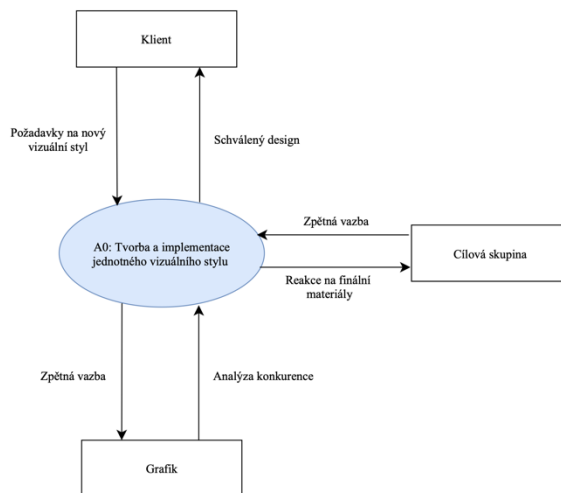 Klient
Požadavky na nový
vizuální styl
Schválený design
A0: Tvorba a implementace
jednotného vizuálního stylu
Zpětná vazba
Cílová skupina
Reakce na finální
materiály
Zpětná vazba
Analýza konkurence
Grafik